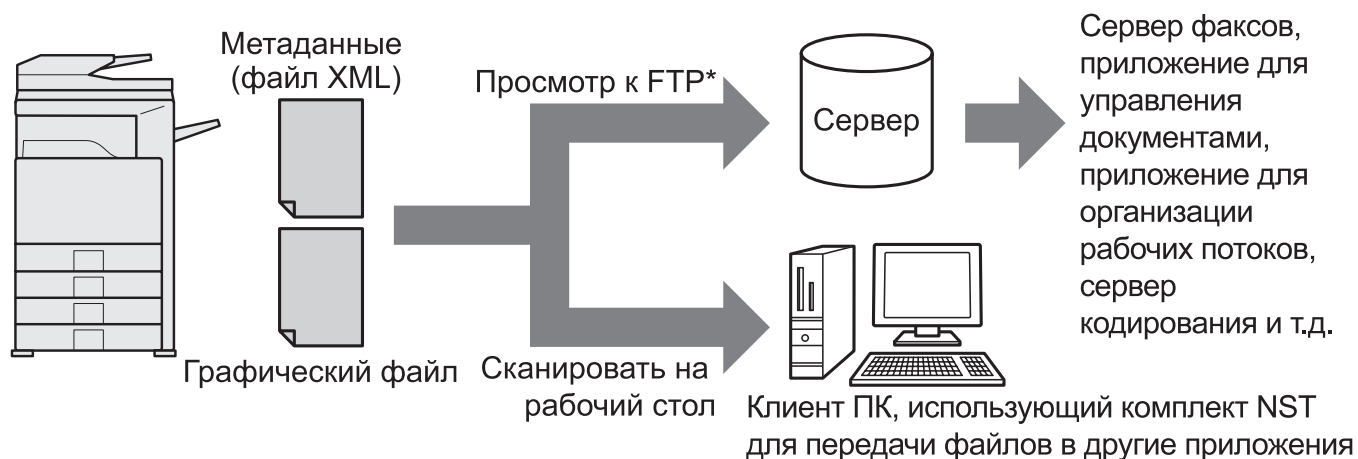 Метаданные
(файл XML)
Графический файл
Просмотр к FTP*
Сканировать на
рабочий стол
Сервер
Сервер факсов,
приложение для
управления
документами,
приложение для
организации
рабочих потоков,
сервер
кодирования и т.д.
Клиент ПК, использующий комплект NST
для передачи файлов в другие приложения